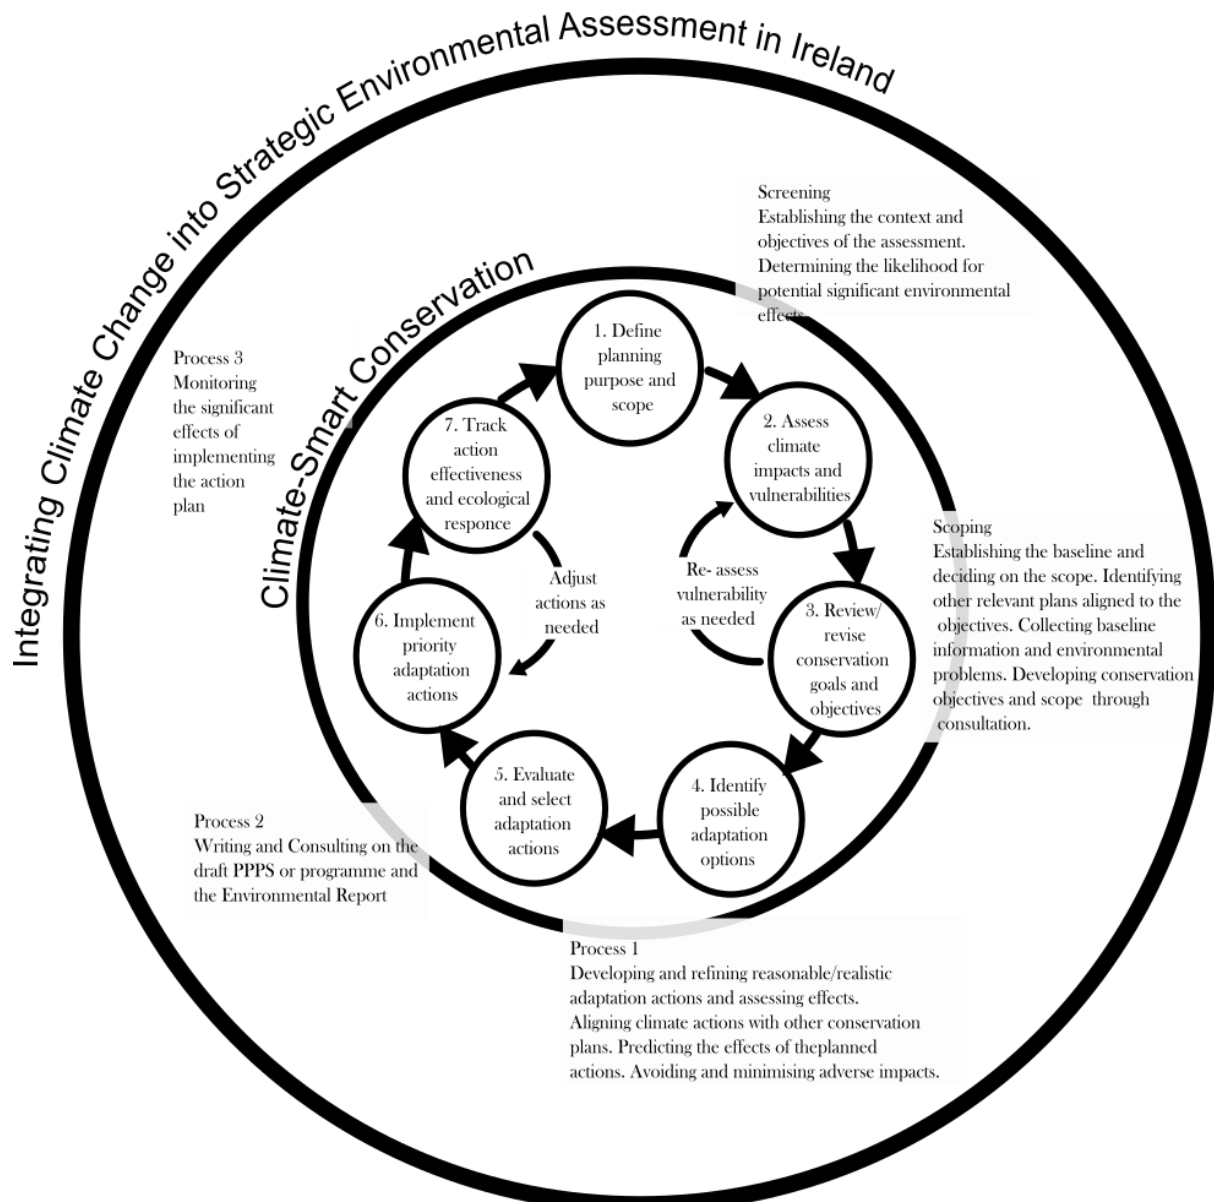 Integrating Climate Change into Strategic Environmental Assessment in Ireland
Climate-Smart Conservation
Screening
Establishing the context and
objectives of the assessment.
Determining the likelihood for
potential significant environmental
effects
1. Define
planning
purpose and
scope
2. Assess
climate
impacts and
vulnerabilities
Scoping
Establishing the baseline and
deciding on the scope. Identifying
other relevant plans aligned to the
objectives. Collecting baseline
information and environmental
problems. Developing conservation
objectives and scope through
consultation.
3. Review/
revise
conservation
goals and
objectives
Re- assess
vulnerability
as needed
4. Identify
possible
adaptation
options
Process 1
Developing and refining reasonable/realistic
adaptation actions and assessing effects.
Aligning climate actions with other conservation
plans. Predicting the effects of theplanned
actions. Avoiding and minimising adverse impacts.
5. Evaluate
and select
adaptation
actions
Process 2
Writing and Consulting on the
draft PPPS or programme and
the Environmental Report
6. Implement
priority
adaptation
actions
Adjust
actions as
needed
7. Track
action
effectiveness
and ecological
responce
Process 3
Monitoring
the significant
effects of
implementing
the action
plan